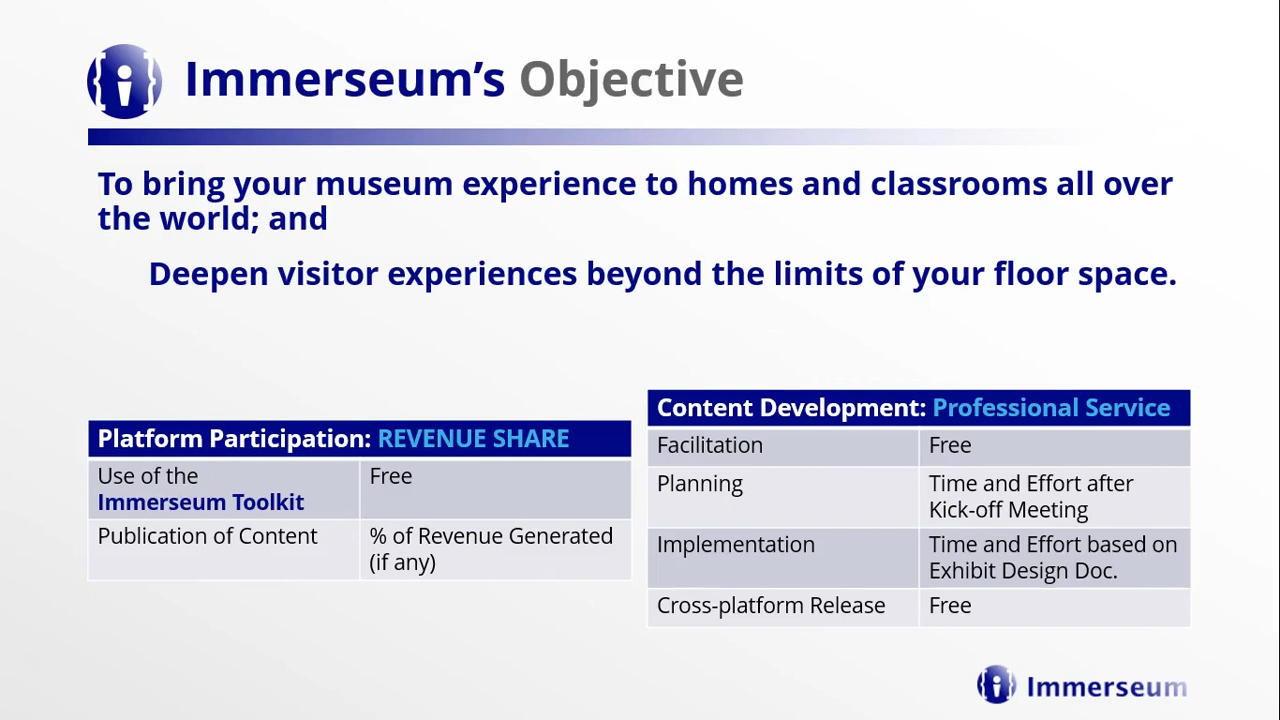 Immerseum's Objective
To bring your museum experience to homes and classrooms all over
the world; and
Deepen visitor experiences beyond the limits of your floor space.
Platform Participation: REVENUE SHARE
Use of the
Immerseum Toolkit
Free
Publication of Content
% of Revenue Generated
(if any)
Content Development: Professional Service
Facilitation
Free
Planning
Time and Effort after
Kick-off Meeting
Implementation
Time and Effort based on
Exhibit Design Doc.
Cross-platform Release
Free
Immerseum